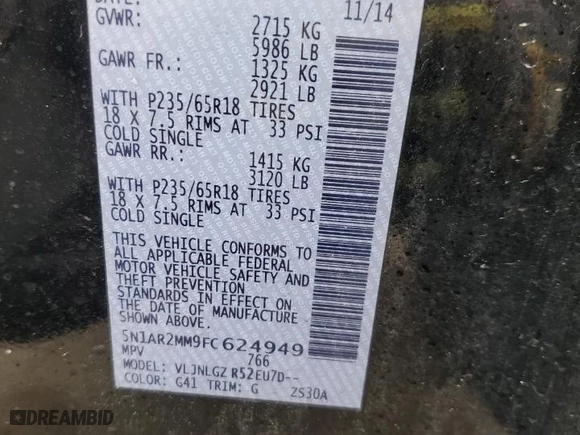 DATE: 11/14
GVWR: 2715 KG
5986 LB
GAWR FR.: 1325 KG
2921 LB
WITH P235/65R18 TIRES
18 X 7.5 RIMS AT 33 PSI
COLD SINGLE
GAWR RR.: 1415 KG
3120 LB
WITH P235/65R18 TIRES
18 X 7.5 RIMS AT 33 PSI
COLD SINGLE
THIS VEHICLE CONFORMS TO
ALL APPLICABLE FEDERAL
MOTOR VEHICLE SAFETY AND
THEFT PREVENTION
STANDARDS IN EFFECT ON
THE DATE OF MANUFACTURE
SHOWN ABOVE.
5N1AR2MM9FC624949
MPV 766
MODEL: VLJNLGZ R52EU7D--
COLOR: G41 TRIM: G 2S30A
DREAMBID